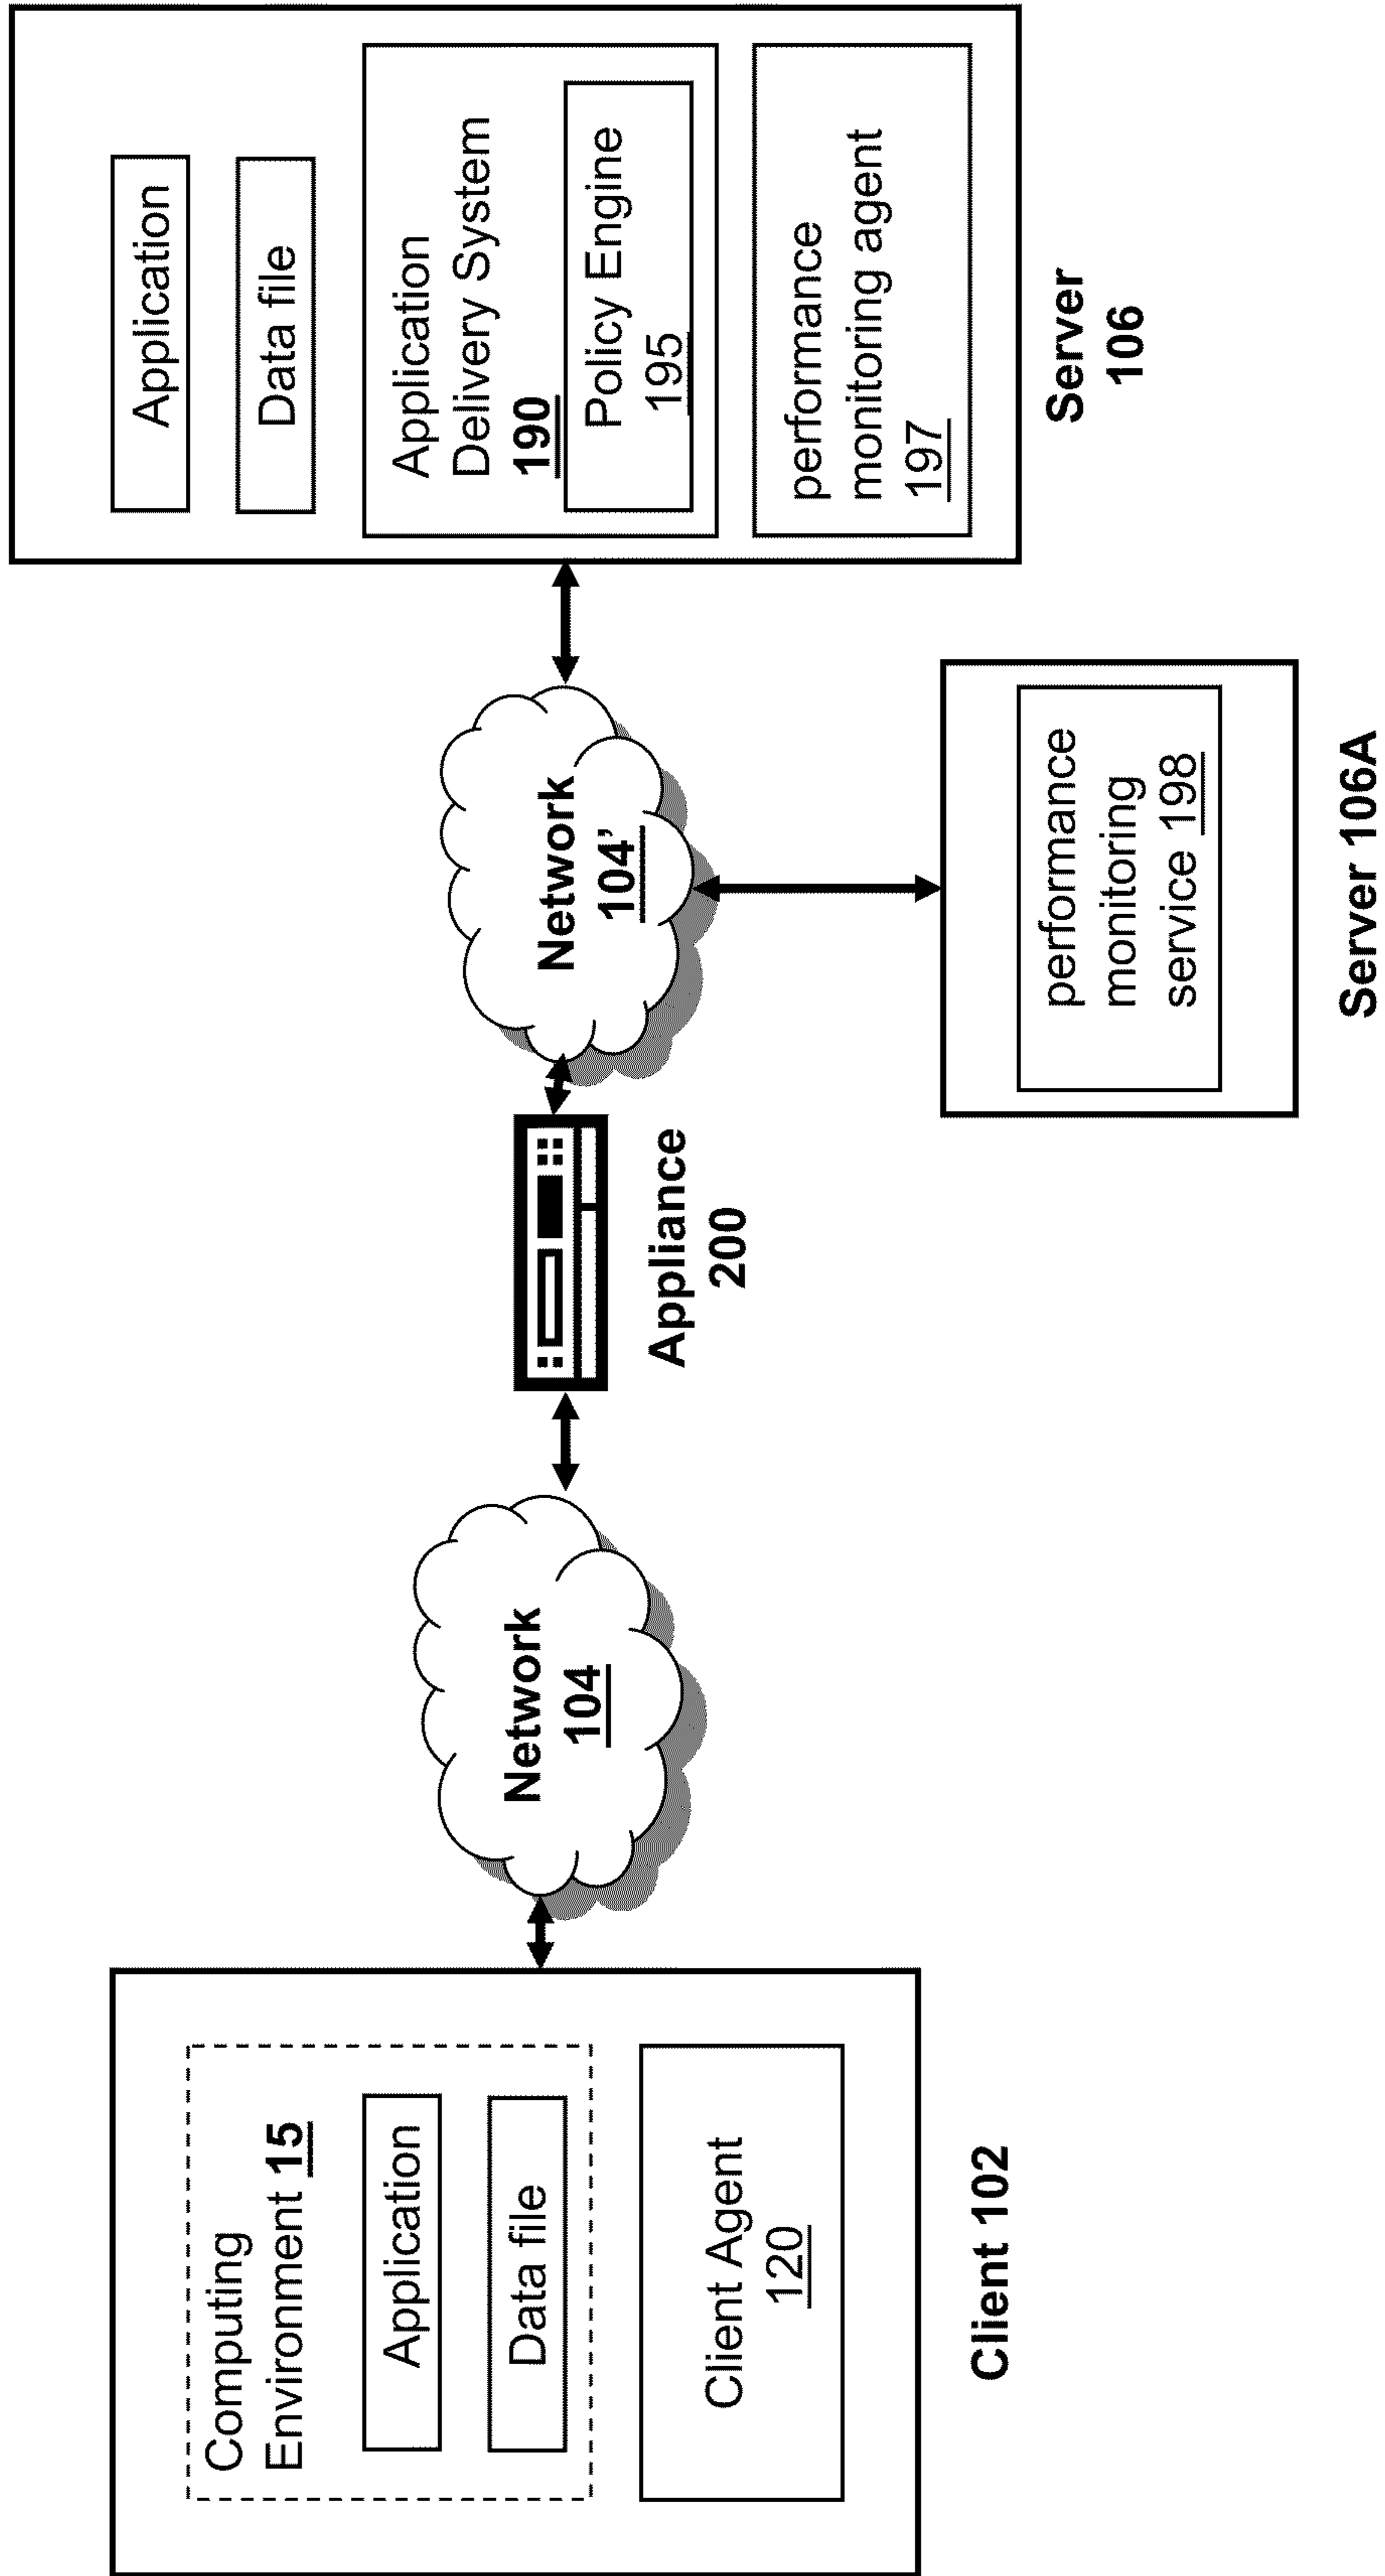 Computing
Environment 15
Application
Data file
Client Agent
120
Client 102
Network
104
Appliance
200
Network
104’
performance
monitoring
service 198
Server 106A
Application
Data file
Application
Delivery System
190
Policy Engine
195
performance
monitoring agent
197
Server
106